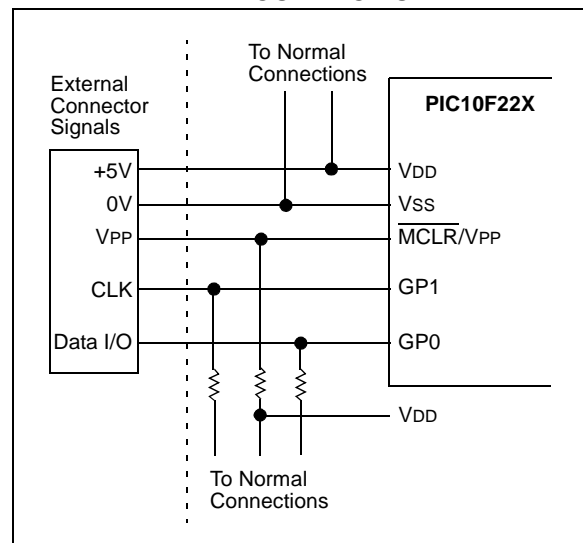 To Normal
Connections
External
Connector
Signals
PIC10F22X
+5V
VDD
0V
VSS
VPP
MCLR/VPP
CLK
GP1
Data I/O
GP0
VDD
To Normal
Connections